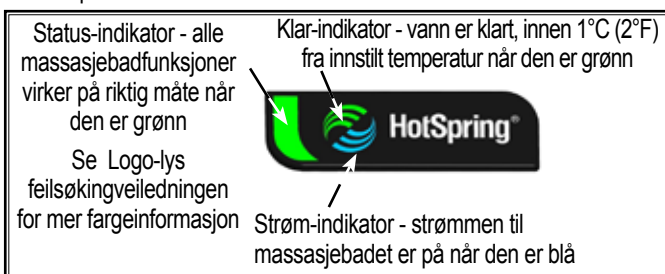 Status-indikator - alle
massasjebadfunksjoner
virker på riktig måte når
den er grønn
Se Logo-lys
feilsøkingveiledningen
for mer fargeinformasjon
Klar-indikator - vann er klart, innen 1°C (2°F)
fra innstilt temperatur når den er grønn
HotSpring®
Strøm-indikator - strømmen til
massasjebadet er på når den er blå